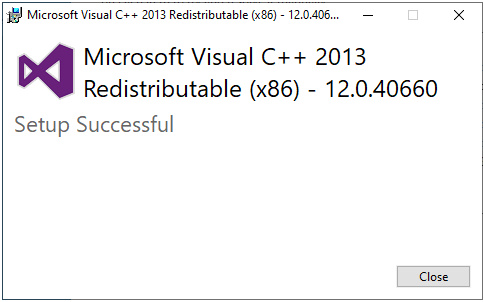 Microsoft Visual C++ 2013 Redistributable (x86) - 12.0.406...
Microsoft Visual C++ 2013
Redistributable (x86) - 12.0.40660
Setup Successful
Close